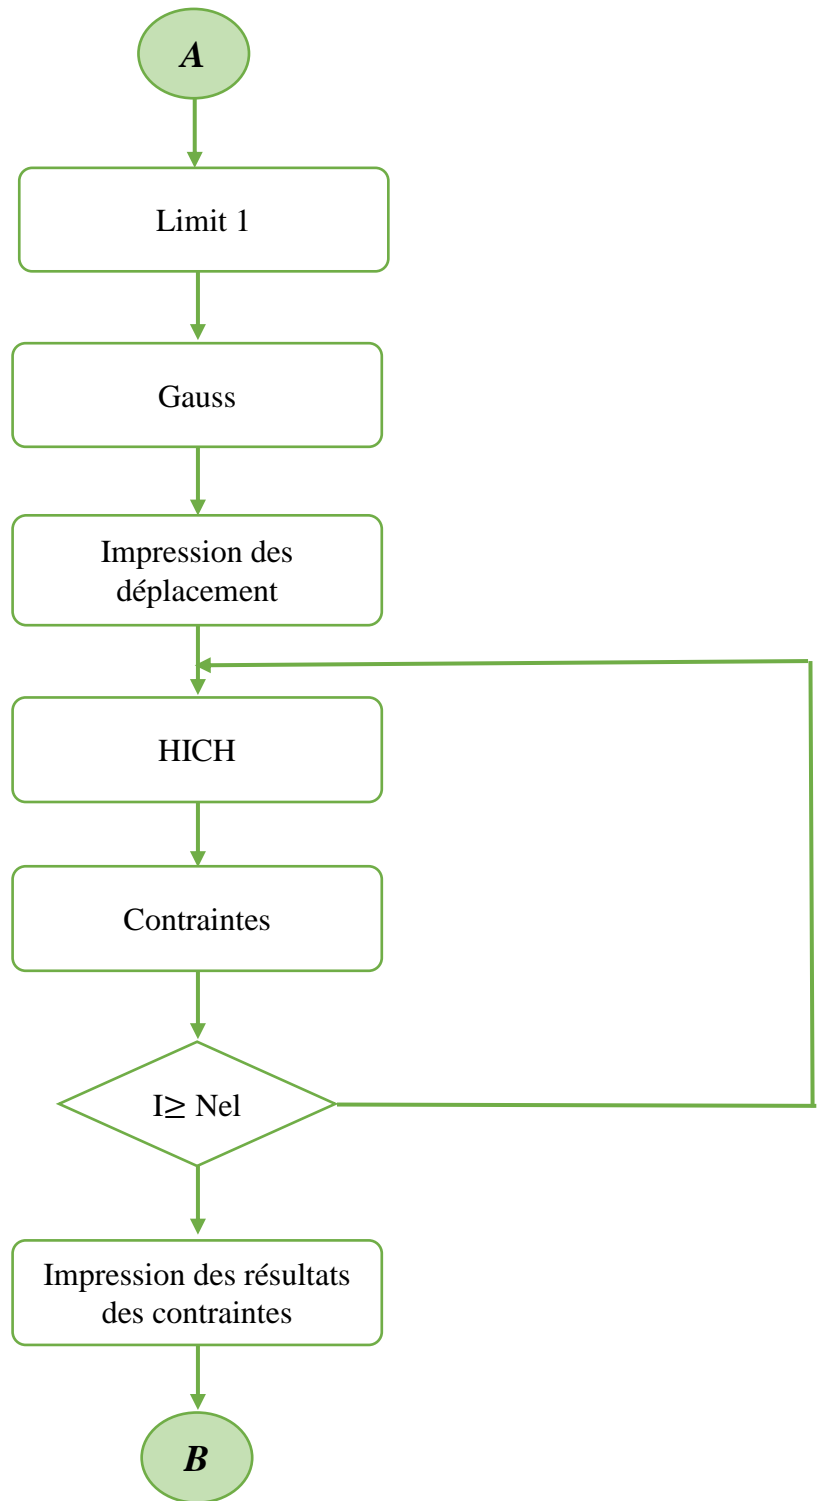 A
Limit 1
Gauss
Impression des
déplacement
HICH
Contraintes
I≥ Nel
Impression des résultats
des contraintes
B